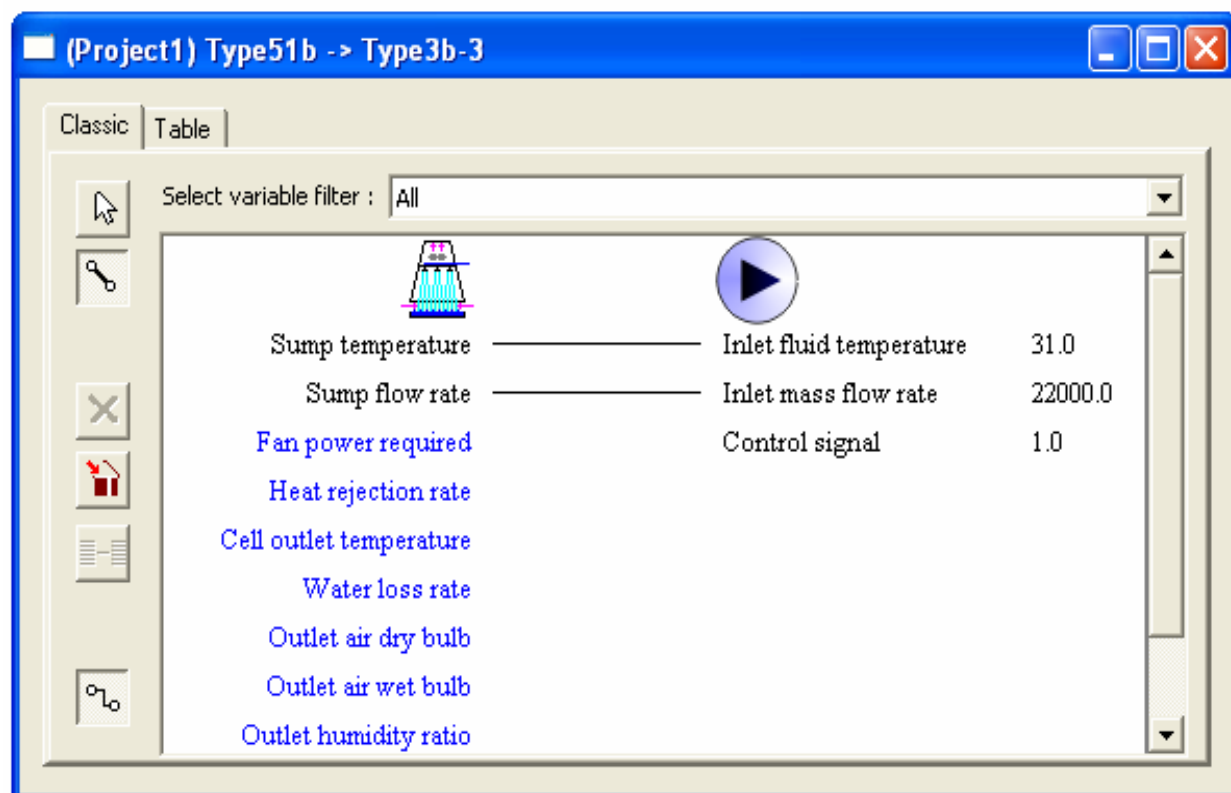 (Project1) Type51b -> Type3b-3
Classic Table
Select variable filter : All
Sump temperature Inlet fluid temperature 31.0
Sump flow rate Inlet mass flow rate 22000.0
Fan power required Control signal 1.0
Heat rejection rate
Cell outlet temperature
Water loss rate
Outlet air dry bulb
Outlet air wet bulb
Outlet humidity ratio